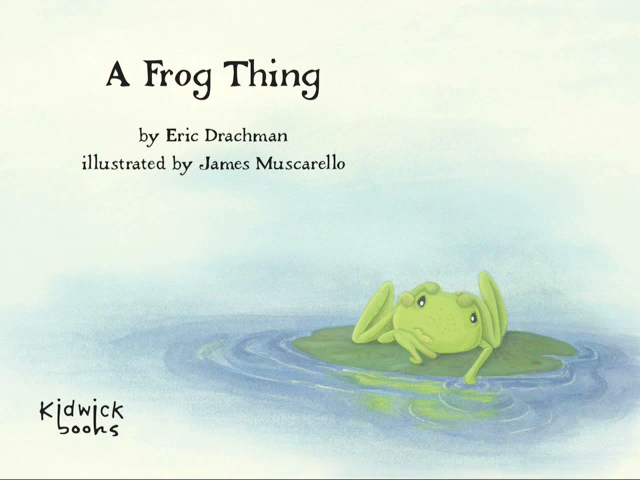 A Frog Thing
by Eric Drachman
illustrated by James Muscarello
Kidwick
books